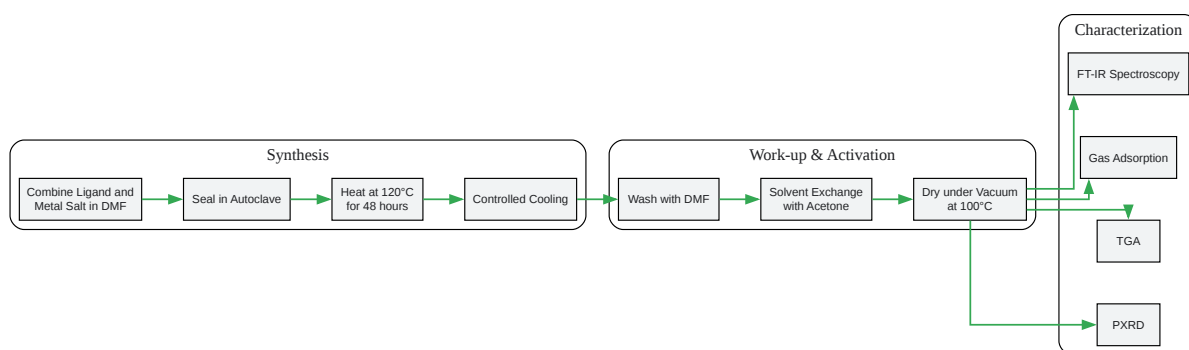 Characterization
FT-IR Spectroscopy
Synthesis
Work-up & Activation
Gas Adsorption
Combine Ligand and
Metal Salt in DMF
Seal in Autoclave
Heat at 120°C
for 48 hours
Controlled Cooling
Wash with DMF
Solvent Exchange
with Acetone
Dry under Vacuum
at 100°C
TGA
PXRD